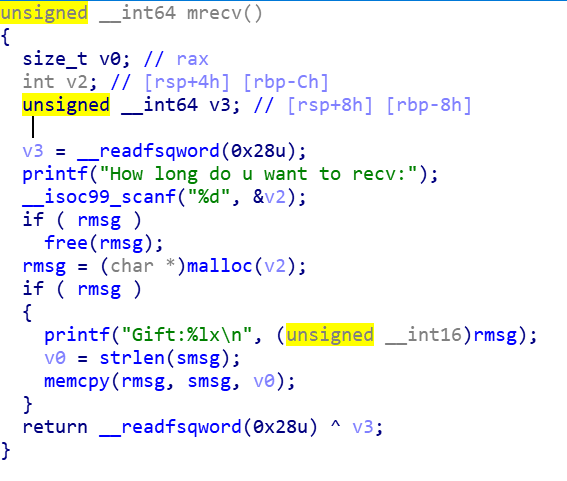 unsigned __int64 mrecv()
{
  size_t v0; // rax
  int v2; // [rsp+4h] [rbp-Ch]
  unsigned __int64 v3; // [rsp+8h] [rbp-8h]
  v3 = __readfsqword(0x28u);
  printf("How long do u want to recv:");
  __isoc99_scanf("%d", &v2);
  if ( rmsg )
    free(rmsg);
  rmsg = (char *)malloc(v2);
  if ( rmsg )
  {
    printf("Gift:%lx\n", (unsigned __int16)rmsg);
    v0 = strlen(smsg);
    memcpy(rmsg, smsg, v0);
  }
  return __readfsqword(0x28u) ^ v3;
}